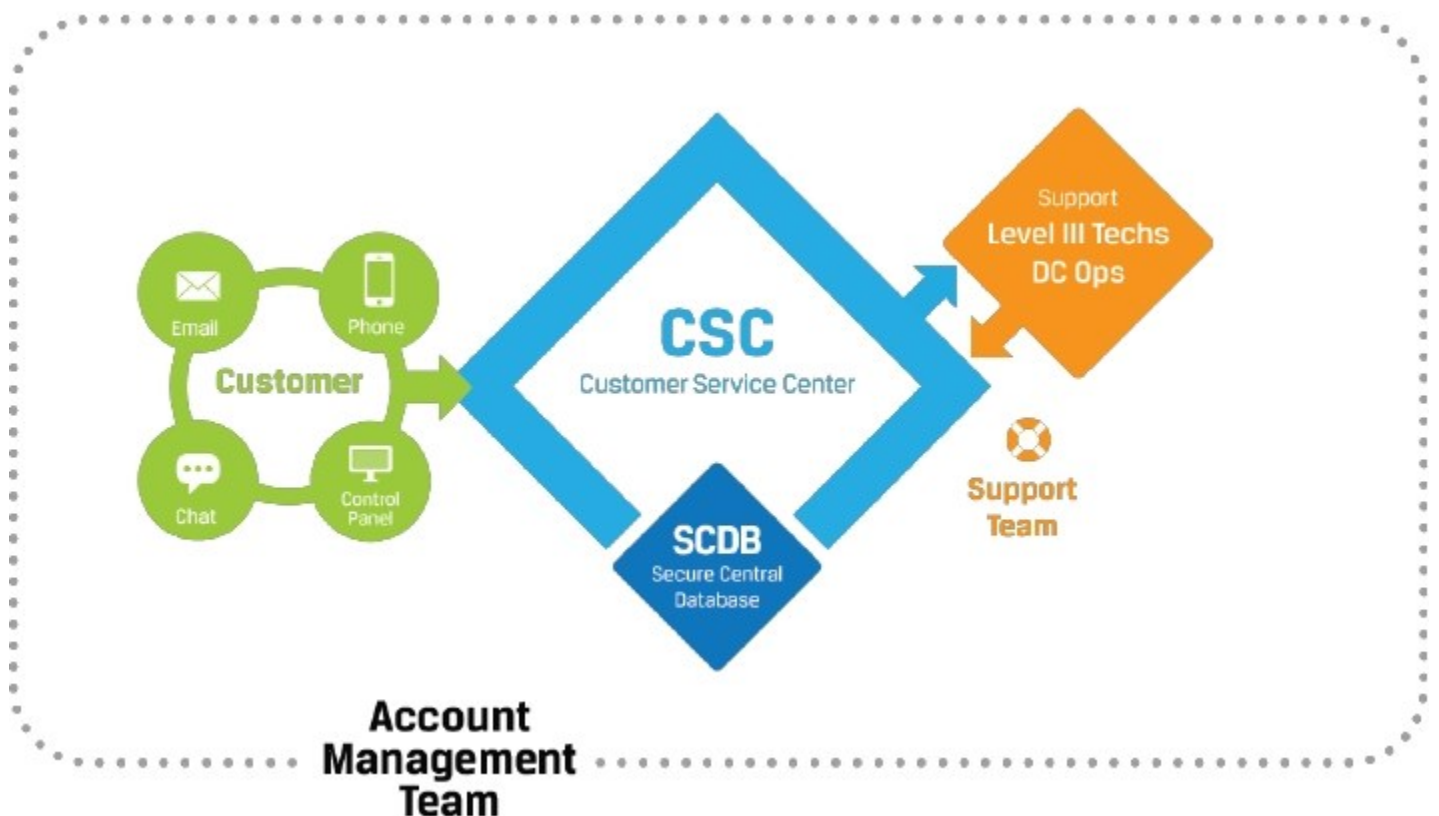 Email
Phone
Customer
Chat
Control
Panel
CSC
Customer Service Center
SCDB
Secure Central
Database
Support
Level III Techs
DC Ops
Support
Team
Account
Management
Team